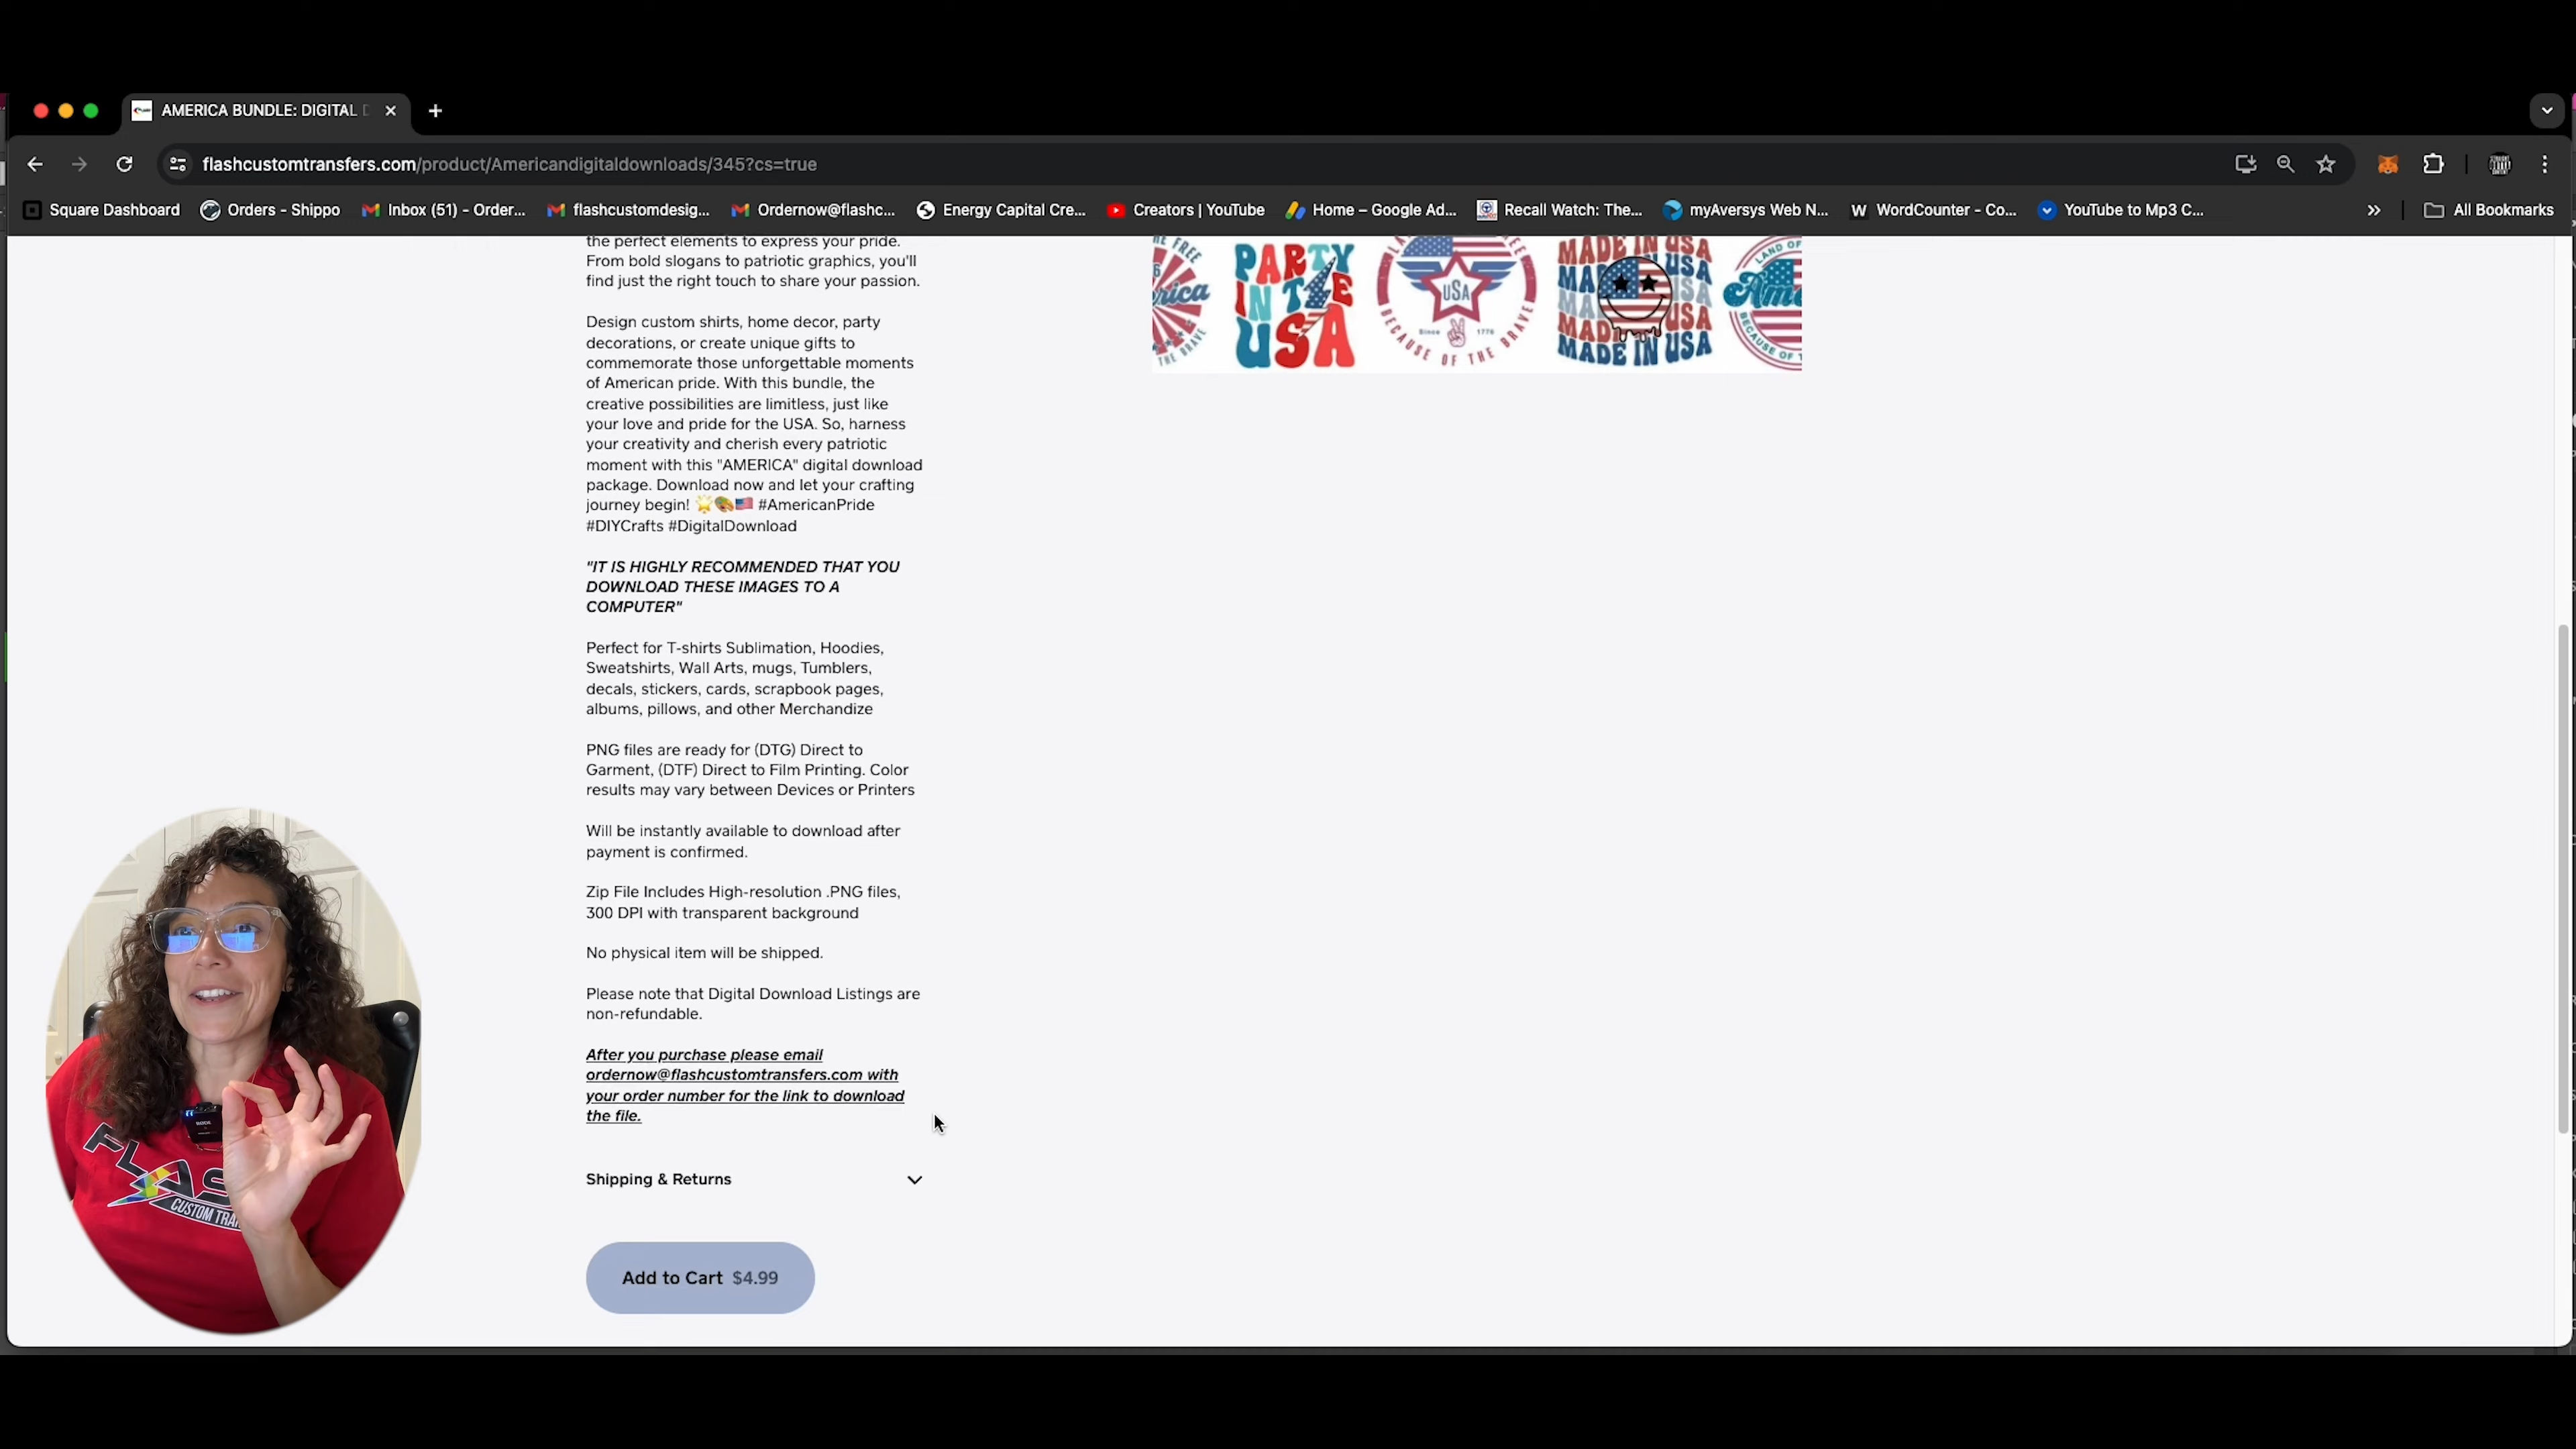 AMERICA BUNDLE: DIGITAL D
flashcustomtransfers.com/product/Americandigitaldownloads/345?cs=true
Square Dashboard
Orders - Shippo
Inbox (51) - Order...
flashcustomdesig...
Ordernow@flashc...
Energy Capital Cre...
Creators | YouTube
Home – Google Ad...
Recall Watch: The...
myAversys Web N...
W WordCounter - Co...
YouTube to Mp3 C...
All Bookmarks
the perfect elements to express your pride.
From bold slogans to patriotic graphics, you'll
find just the right touch to share your passion.
Design custom shirts, home decor, party
decorations, or create unique gifts to
commemorate those unforgettable moments
of American pride. With this bundle, the
creative possibilities are limitless, just like
your love and pride for the USA. So, harness
your creativity and cherish every patriotic
moment with this "AMERICA" digital download
package. Download now and let your crafting
journey begin! 🌟🎨🇺🇸 #AmericanPride
#DIYCrafts #DigitalDownload
"IT IS HIGHLY RECOMMENDED THAT YOU
DOWNLOAD THESE IMAGES TO A
COMPUTER"
Perfect for T-shirts Sublimation, Hoodies,
Sweatshirts, Wall Arts, mugs, Tumblers,
decals, stickers, cards, scrapbook pages,
albums, pillows, and other Merchandize
PNG files are ready for (DTG) Direct to
Garment, (DTF) Direct to Film Printing. Color
results may vary between Devices or Printers
Will be instantly available to download after
payment is confirmed.
Zip File Includes High-resolution .PNG files,
300 DPI with transparent background
No physical item will be shipped.
Please note that Digital Download Listings are
non-refundable.
After you purchase please email
ordernow@flashcustomtransfers.com with
your order number for the link to download
the file.
Shipping & Returns
Add to Cart $4.99
THE BRAVE
PARTY
IN THE
USA
USA
Since 1776
BECAUSE OF THE BRAVE
MADE IN USA
MADE IN USA
LAND OF
BECAUSE OF T
RODE
CUSTOM TRA